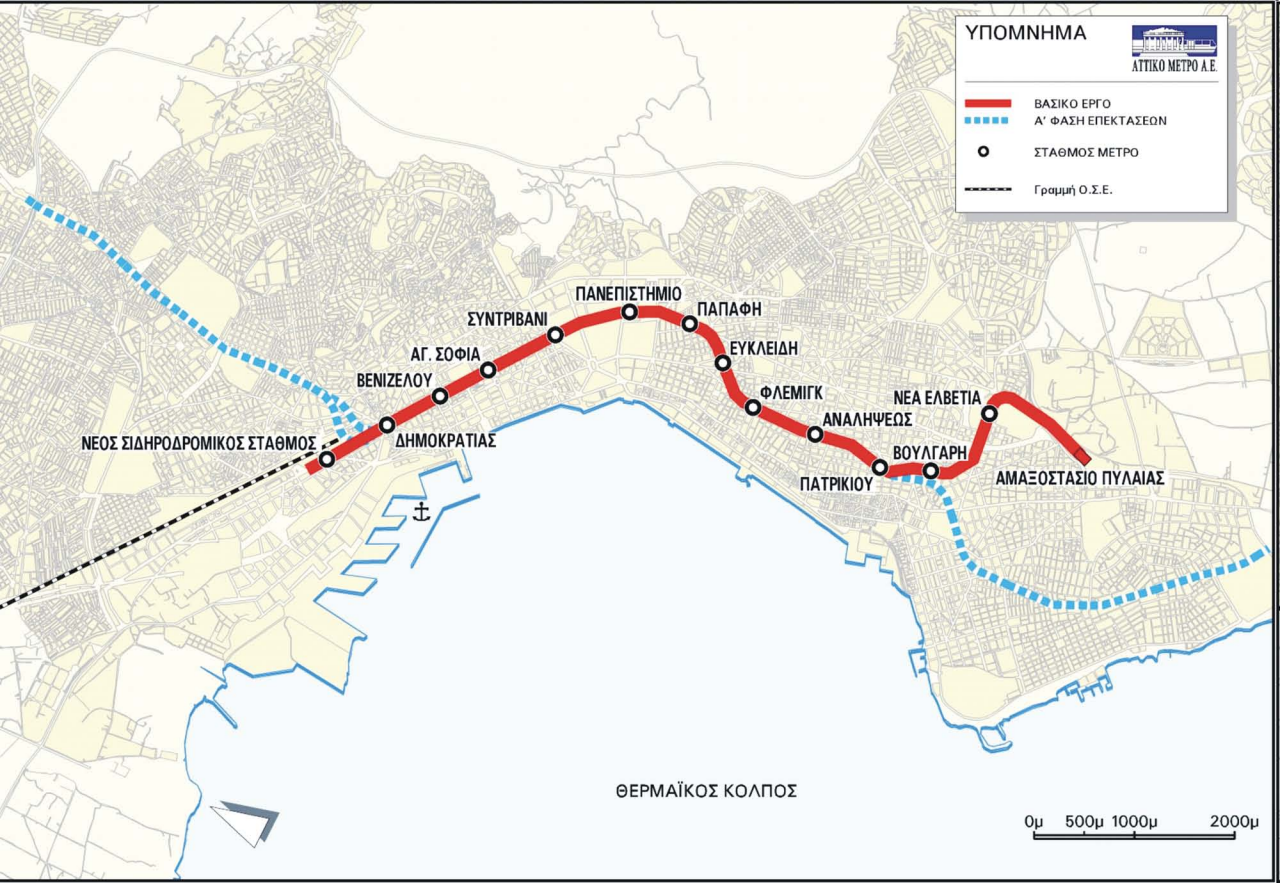 ΥΠΟΜΝΗΜΑ
ΑΤΤΙΚΟ ΜΕΤΡΟ Α.Ε.
ΒΑΣΙΚΟ ΕΡΓΟ
Α' ΦΑΣΗ ΕΠΕΚΤΑΣΕΩΝ
ΣΤΑΘΜΟΣ ΜΕΤΡΟ
Γραμμή Ο.Σ.Ε.
ΠΑΝΕΠΙΣΤΗΜΙΟ
ΠΑΠΑΦΗ
ΣΥΝΤΡΙΒΑΝΙ
ΕΥΚΛΕΙΔΗ
ΑΓ. ΣΟΦΙΑ
ΒΕΝΙΖΕΛΟΥ
ΦΛΕΜΙΓΚ
ΝΕΑ ΕΛΒΕΤΙΑ
ΑΝΑΛΗΨΕΩΣ
ΝΕΟΣ ΣΙΔΗΡΟΔΡΟΜΙΚΟΣ ΣΤΑΘΜΟΣ
ΔΗΜΟΚΡΑΤΙΑΣ
ΒΟΥΛΓΑΡΗ
ΠΑΤΡΙΚΙΟΥ
ΑΜΑΞΟΣΤΑΣΙΟ ΠΥΛΑΙΑΣ
ΘΕΡΜΑΪΚΟΣ ΚΟΛΠΟΣ
0μ 500μ 1000μ 2000μ